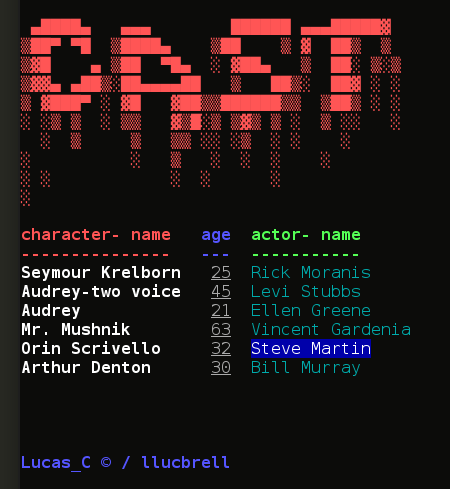 CAST
character- name age actor- name
--------------- --- -----------
Seymour Krelborn 25 Rick Moranis
Audrey-two voice 45 Levi Stubbs
Audrey 21 Ellen Greene
Mr. Mushnik 63 Vincent Gardenia
Orin Scrivello 32 Steve Martin
Arthur Denton 30 Bill Murray
Lucas_C © / llucbrell